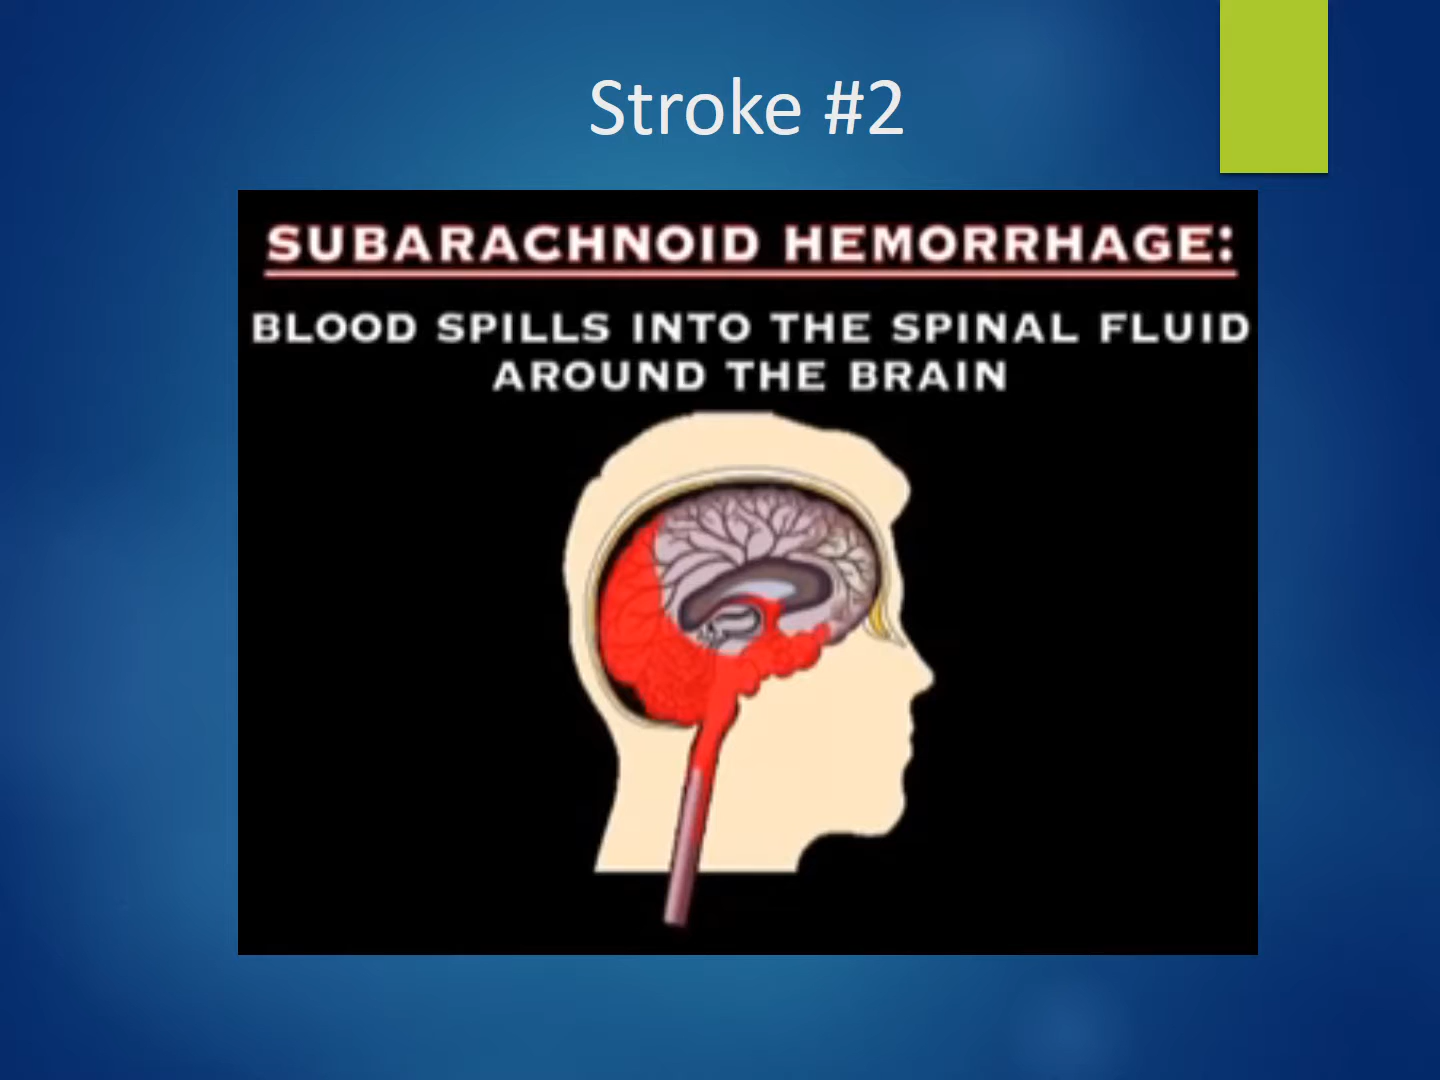 Stroke #2
SUBARACHNOID HEMORRHAGE:
BLOOD SPILLS INTO THE SPINAL FLUID
AROUND THE BRAIN